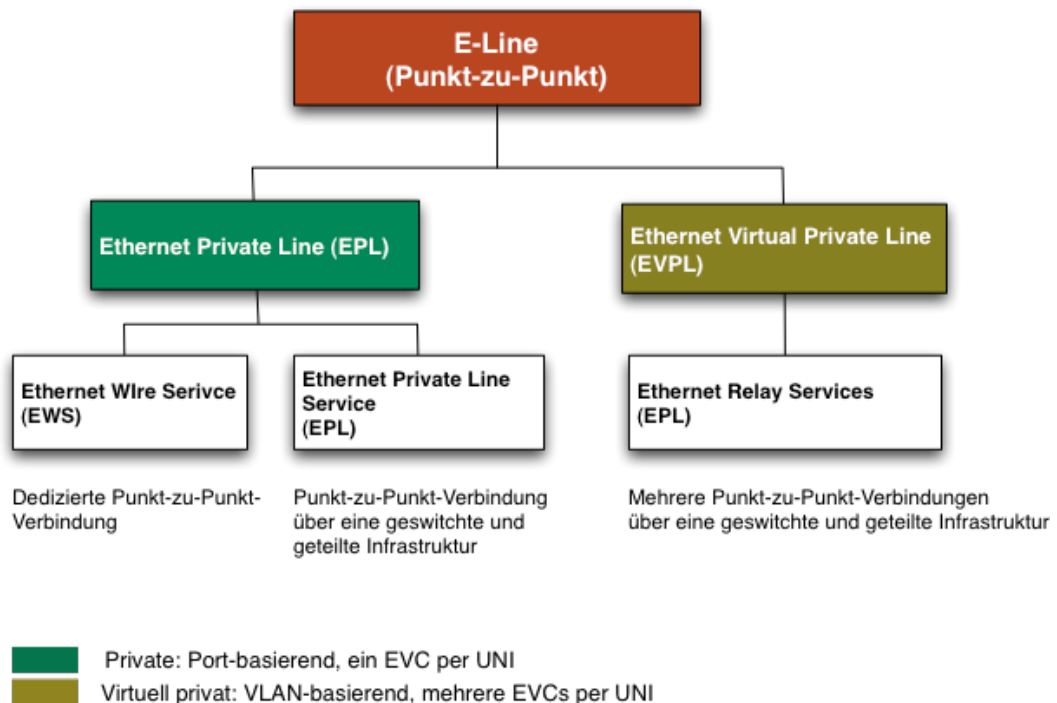 E-Line
(Punkt-zu-Punkt)
Ethernet Private Line (EPL)
Ethernet Virtual Private Line
(EVPL)
Ethernet WIre Serivce
(EWS)
Ethernet Private Line
Service
(EPL)
Ethernet Relay Services
(EPL)
Dedizierte Punkt-zu-Punkt-
Verbindung
Punkt-zu-Punkt-Verbindung
über eine geswitchte und
geteilte Infrastruktur
Mehrere Punkt-zu-Punkt-Verbindungen
über eine geswitchte und geteilte Infrastruktur
Private: Port-basierend, ein EVC per UNI
Virtuell privat: VLAN-basierend, mehrere EVCs per UNI